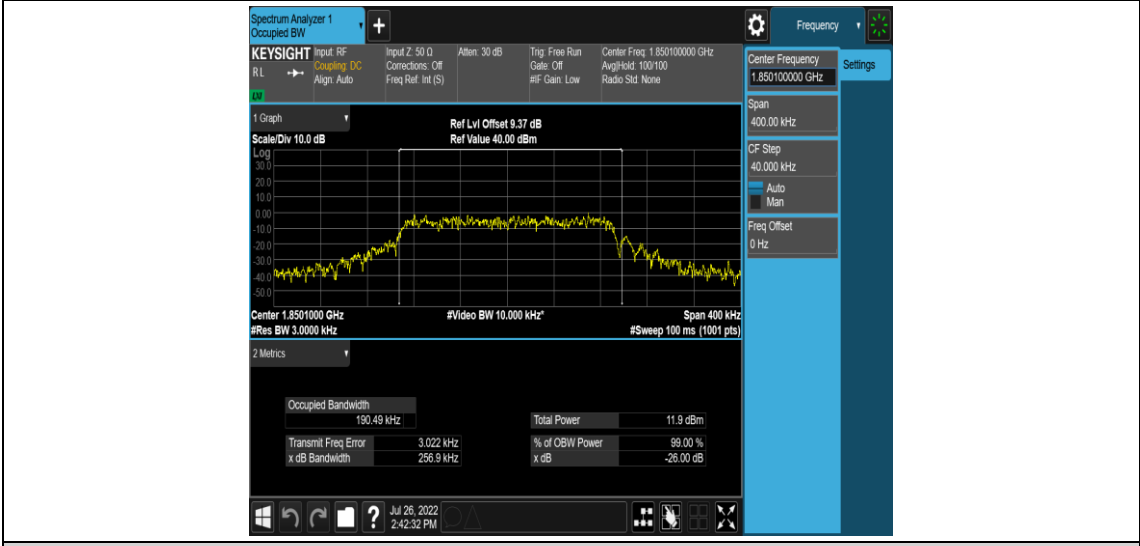 Spectrum Analyzer 1
Occupied BW
+
Frequency
KEYSIGHT
RL
LXI
Input: RF
Coupling: DC
Align: Auto
Input Z: 50 Ω
Corrections: Off
Freq Ref: Int (S)
Atten: 30 dB
Trig: Free Run
Gate: Off
#IF Gain: Low
Center Freq: 1.850100000 GHz
Avg|Hold: 100/100
Radio Std: None
Center Frequency
1.850100000 GHz
Settings
Span
400.00 kHz
CF Step
40.000 kHz
Auto
Man
Freq Offset
0 Hz
1 Graph
Scale/Div 10.0 dB
Ref Lvl Offset 9.37 dB
Ref Value 40.00 dBm
Log
30.0
20.0
10.0
0.00
-10.0
-20.0
-30.0
-40.0
-50.0
Center 1.8501000 GHz
#Video BW 10.000 kHz*
Span 400 kHz
#Res BW 3.0000 kHz
#Sweep 100 ms (1001 pts)
2 Metrics
Occupied Bandwidth
190.49 kHz
Total Power 11.9 dBm
Transmit Freq Error 3.022 kHz
% of OBW Power 99.00 %
x dB Bandwidth 256.9 kHz
x dB -26.00 dB
?
Jul 26, 2022
2:42:32 PM